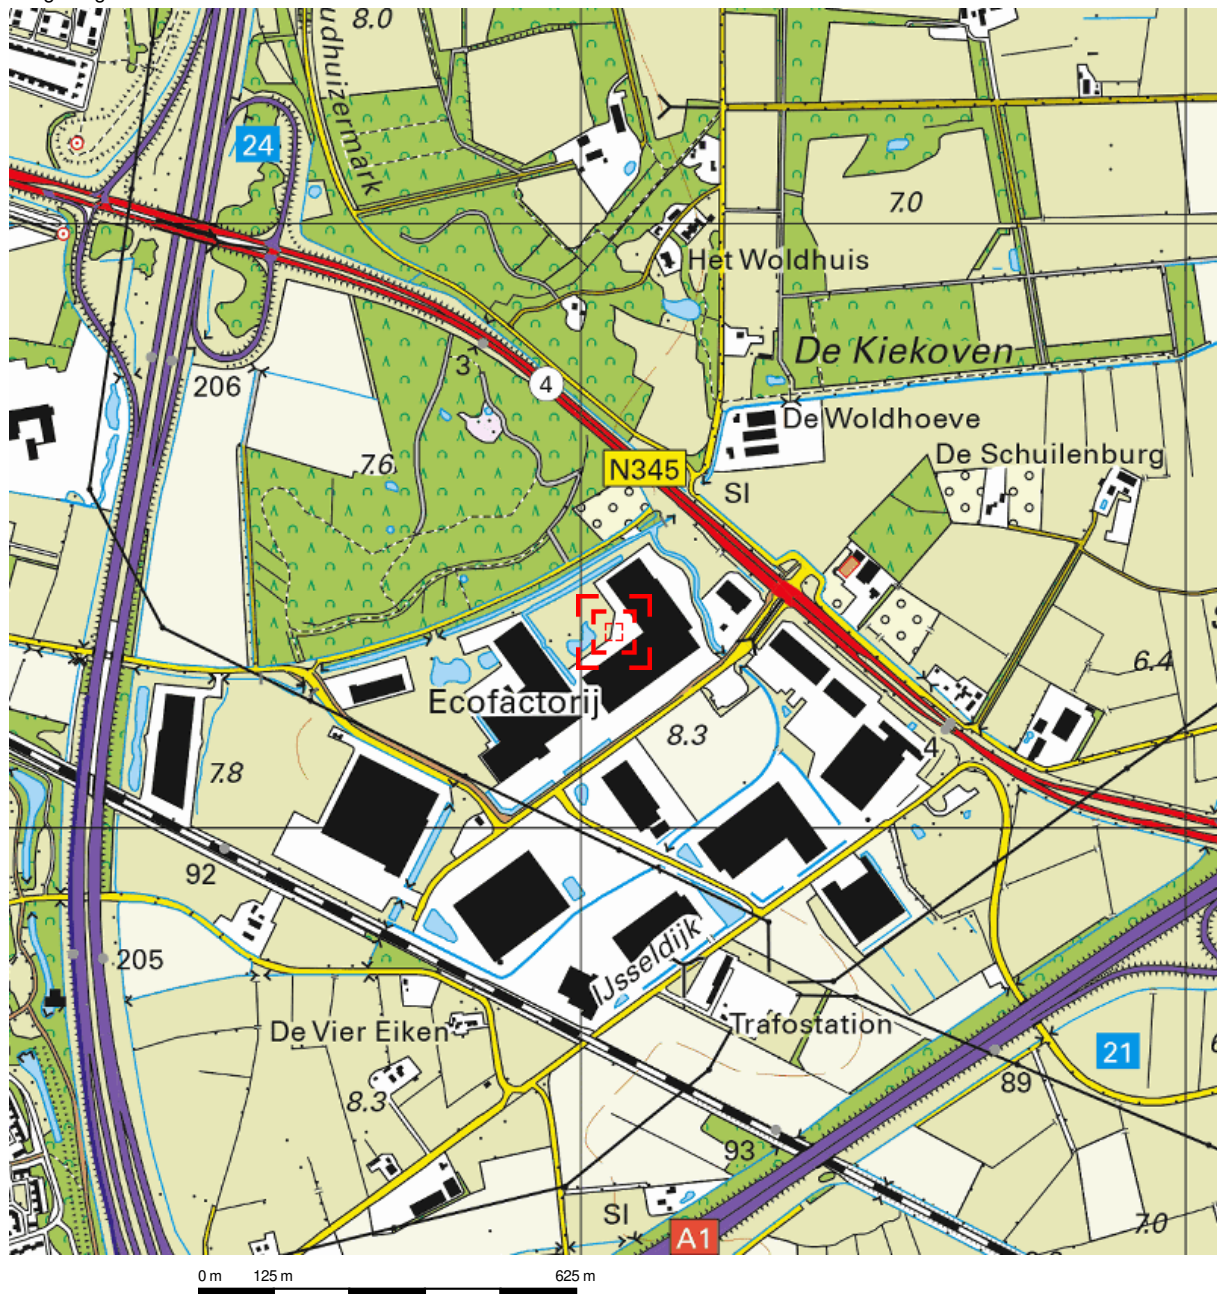 8.0
udhuizermark
24
7.0
Het Woldhuis
De Kiekoven
3
4
206
De Woldhoeve
7.6
N345
De Schuilenburg
SI
6.4
Ecofactorij
8.3
4
7.8
92
205
IJsseldijk
De Vier Eiken
Trafostation
21
89
8.3
93
SI
7.0
A1
0 m
125 m
625 m